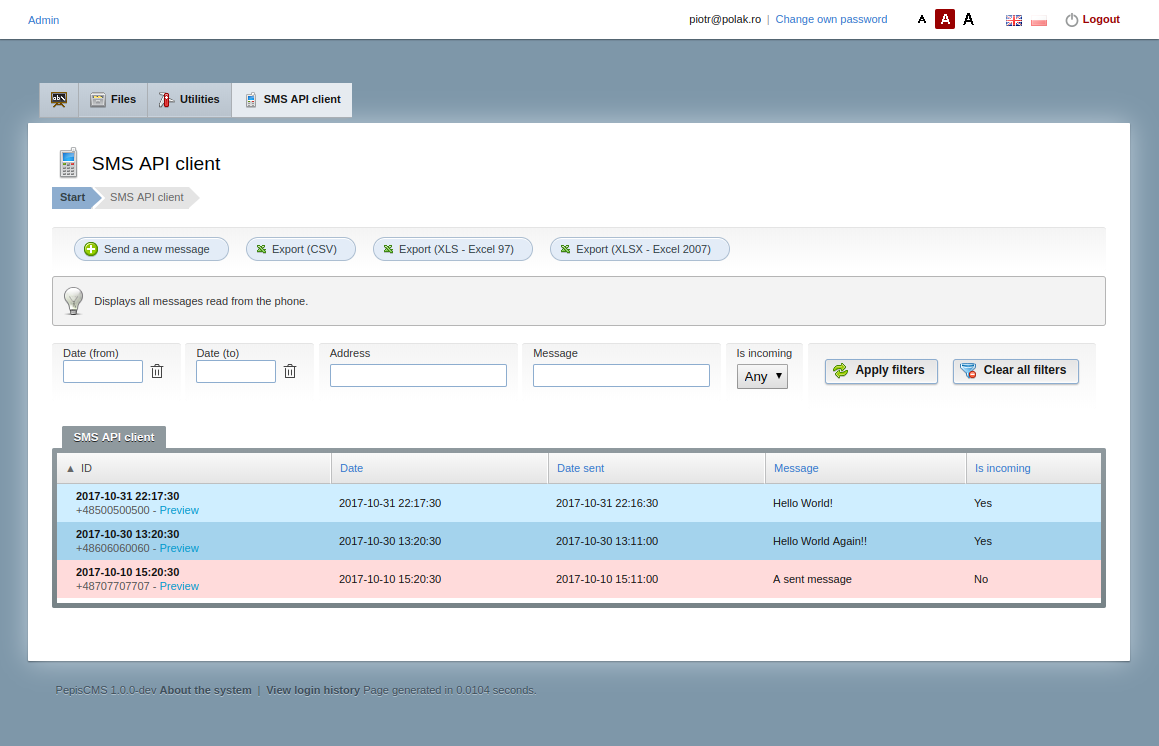 Admin
piotr@polak.ro | Change own password A A A Logout
Files Utilities SMS API client
SMS API client
Start SMS API client
Send a new message Export (CSV) Export (XLS - Excel 97) Export (XLSX - Excel 2007)
Displays all messages read from the phone.
Date (from) Date (to) Address Message Is incoming
Any ▼ Apply filters Clear all filters
SMS API client
▲ ID Date Date sent Message Is incoming
2017-10-31 22:17:30
+48500500500 - Preview 2017-10-31 22:17:30 2017-10-31 22:16:30 Hello World! Yes
2017-10-30 13:20:30
+48606060060 - Preview 2017-10-30 13:20:30 2017-10-30 13:11:00 Hello World Again!! Yes
2017-10-10 15:20:30
+48707707707 - Preview 2017-10-10 15:20:30 2017-10-10 15:11:00 A sent message No
PepisCMS 1.0.0-dev About the system | View login history Page generated in 0.0104 seconds.